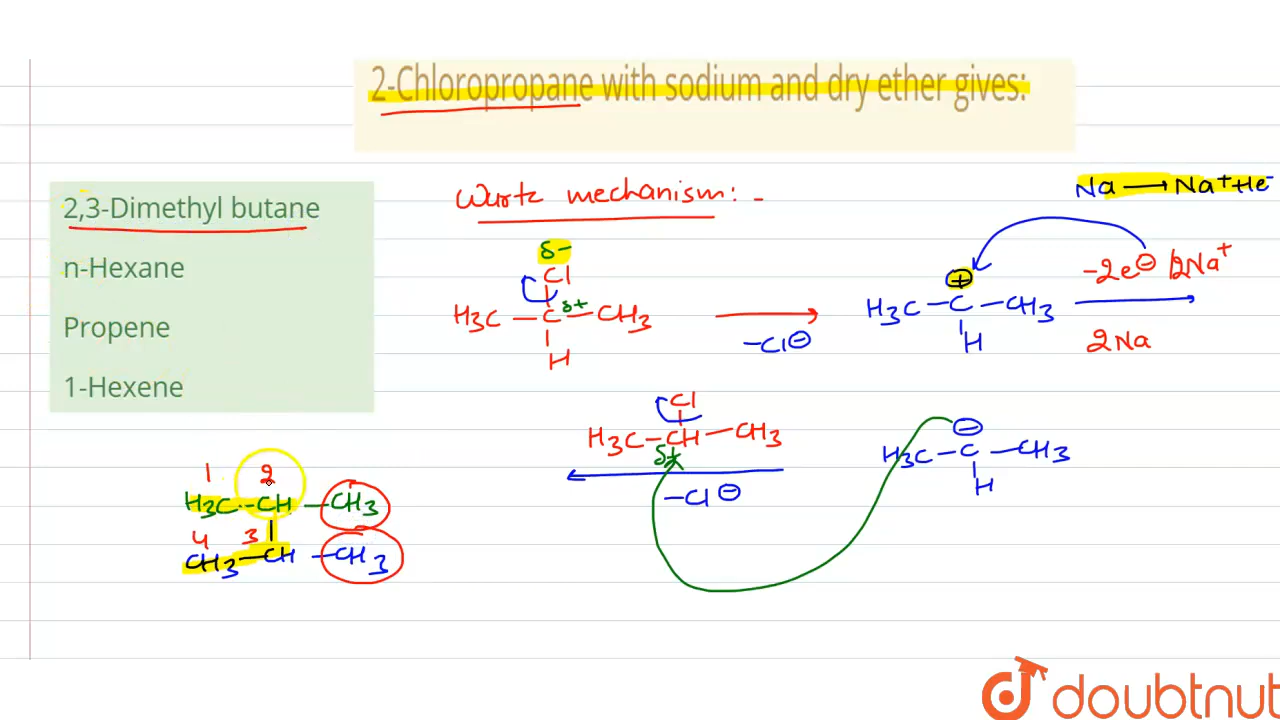 2-Chloropropane with sodium and dry ether gives:
2,3-Dimethyl butane
n-Hexane
Propene
1-Hexene
Wurtz mechanism:-
Na → Na⁺+1e⁻
δ-
Cl
δ+
H3C — C — CH3
H
-Cl⊖
+
H3C — C — CH3
H
-2e⊖ /2Na⁺
2Na
Cl
H3C — CH — CH3
δ+
-Cl⊖
⊖
H3C — C — CH3
H
1 2
H3C — CH — CH3
4 3
CH3 — CH — CH3
doubtnut